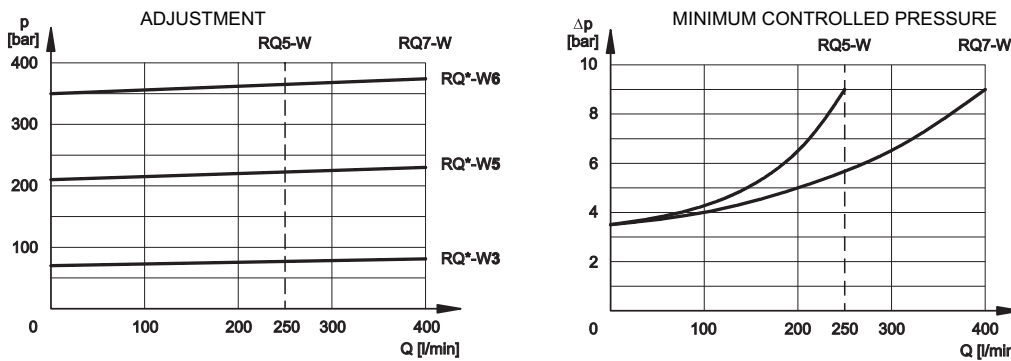 ADJUSTMENT
p
[bar]
RQ5-W
RQ7-W
400
300
200
100
0
RQ*-W6
RQ*-W5
RQ*-W3
100
200
250
300
400
Q [l/min]
MINIMUM CONTROLLED PRESSURE
Δp
[bar]
RQ5-W
RQ7-W
10
8
6
4
2
0
100
200
250
300
400
Q [l/min